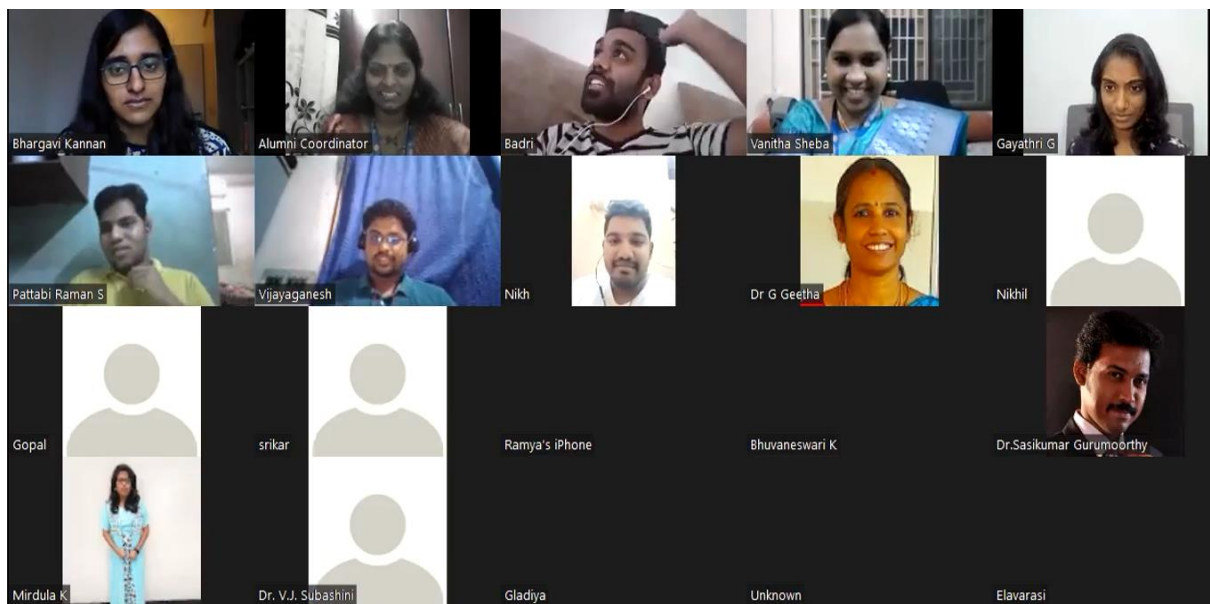 Bhargavi Kannan
Alumni Coordinator
Badri
Vanitha Sheba
Gayathri G
Pattabi Raman S
Vijayaganesh
Nikh
Dr G Geetha
Nikhil
Gopal
srikar
Ramya's iPhone
Bhuvaneswari K
Dr.Sasikumar Gurumoorthy
Mirdula K
Dr. V.J. Subashini
Gladiya
Unknown
Elavarasi